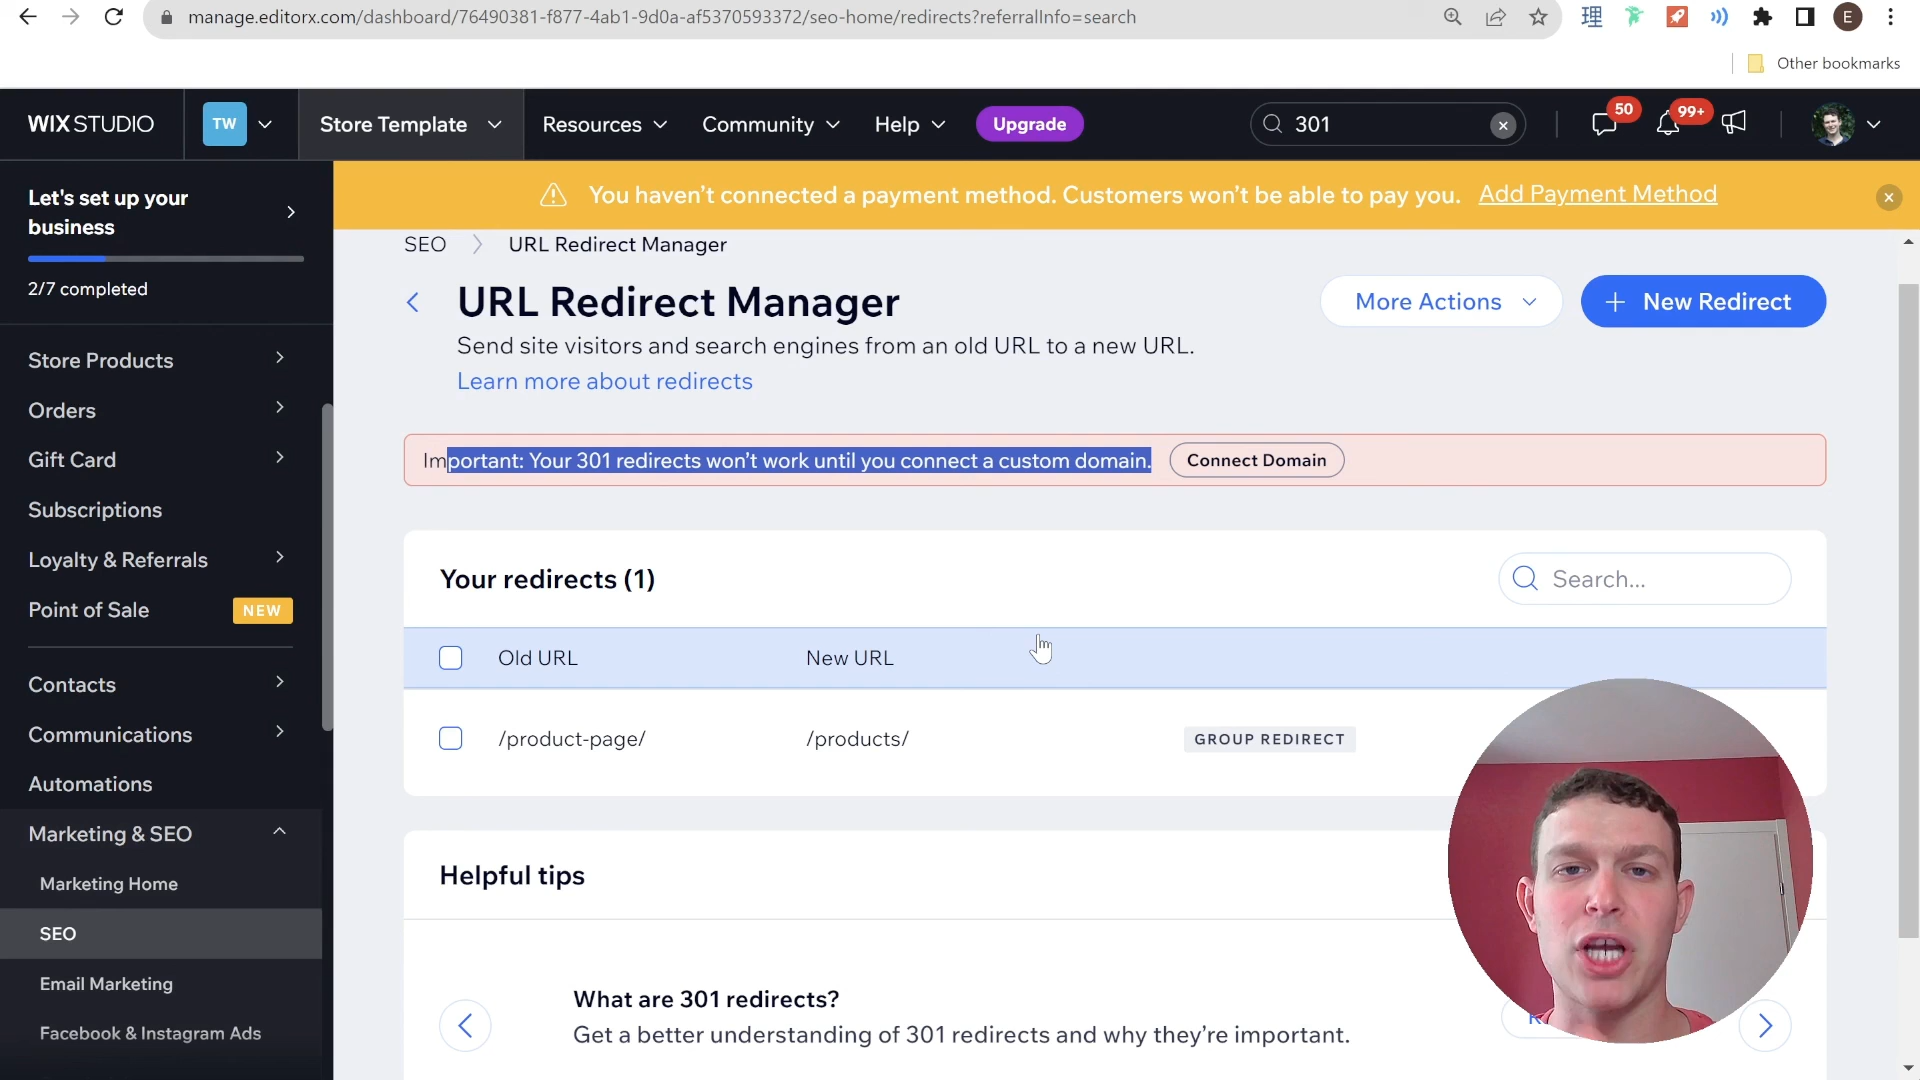 manage.editorx.com/dashboard/76490381-f877-4ab1-9d0a-af5370593372/seo-home/redirects?referralInfo=search
理
E
Other bookmarks
WIX STUDIO
TW
Store Template
Resources
Community
Help
Upgrade
301
50
99+
Let's set up your
business
2/7 completed
You haven't connected a payment method. Customers won't be able to pay you. Add Payment Method
Store Products
Orders
Gift Card
Subscriptions
Loyalty & Referrals
Point of Sale
NEW
Contacts
Communications
Automations
Marketing & SEO
Marketing Home
SEO
Email Marketing
Facebook & Instagram Ads
SEO
URL Redirect Manager
URL Redirect Manager
More Actions
New Redirect
Send site visitors and search engines from an old URL to a new URL.
Learn more about redirects
Important: Your 301 redirects won't work until you connect a custom domain.
Connect Domain
Your redirects (1)
Search...
Old URL
New URL
/product-page/
/products/
GROUP REDIRECT
Helpful tips
What are 301 redirects?
Get a better understanding of 301 redirects and why they're important.